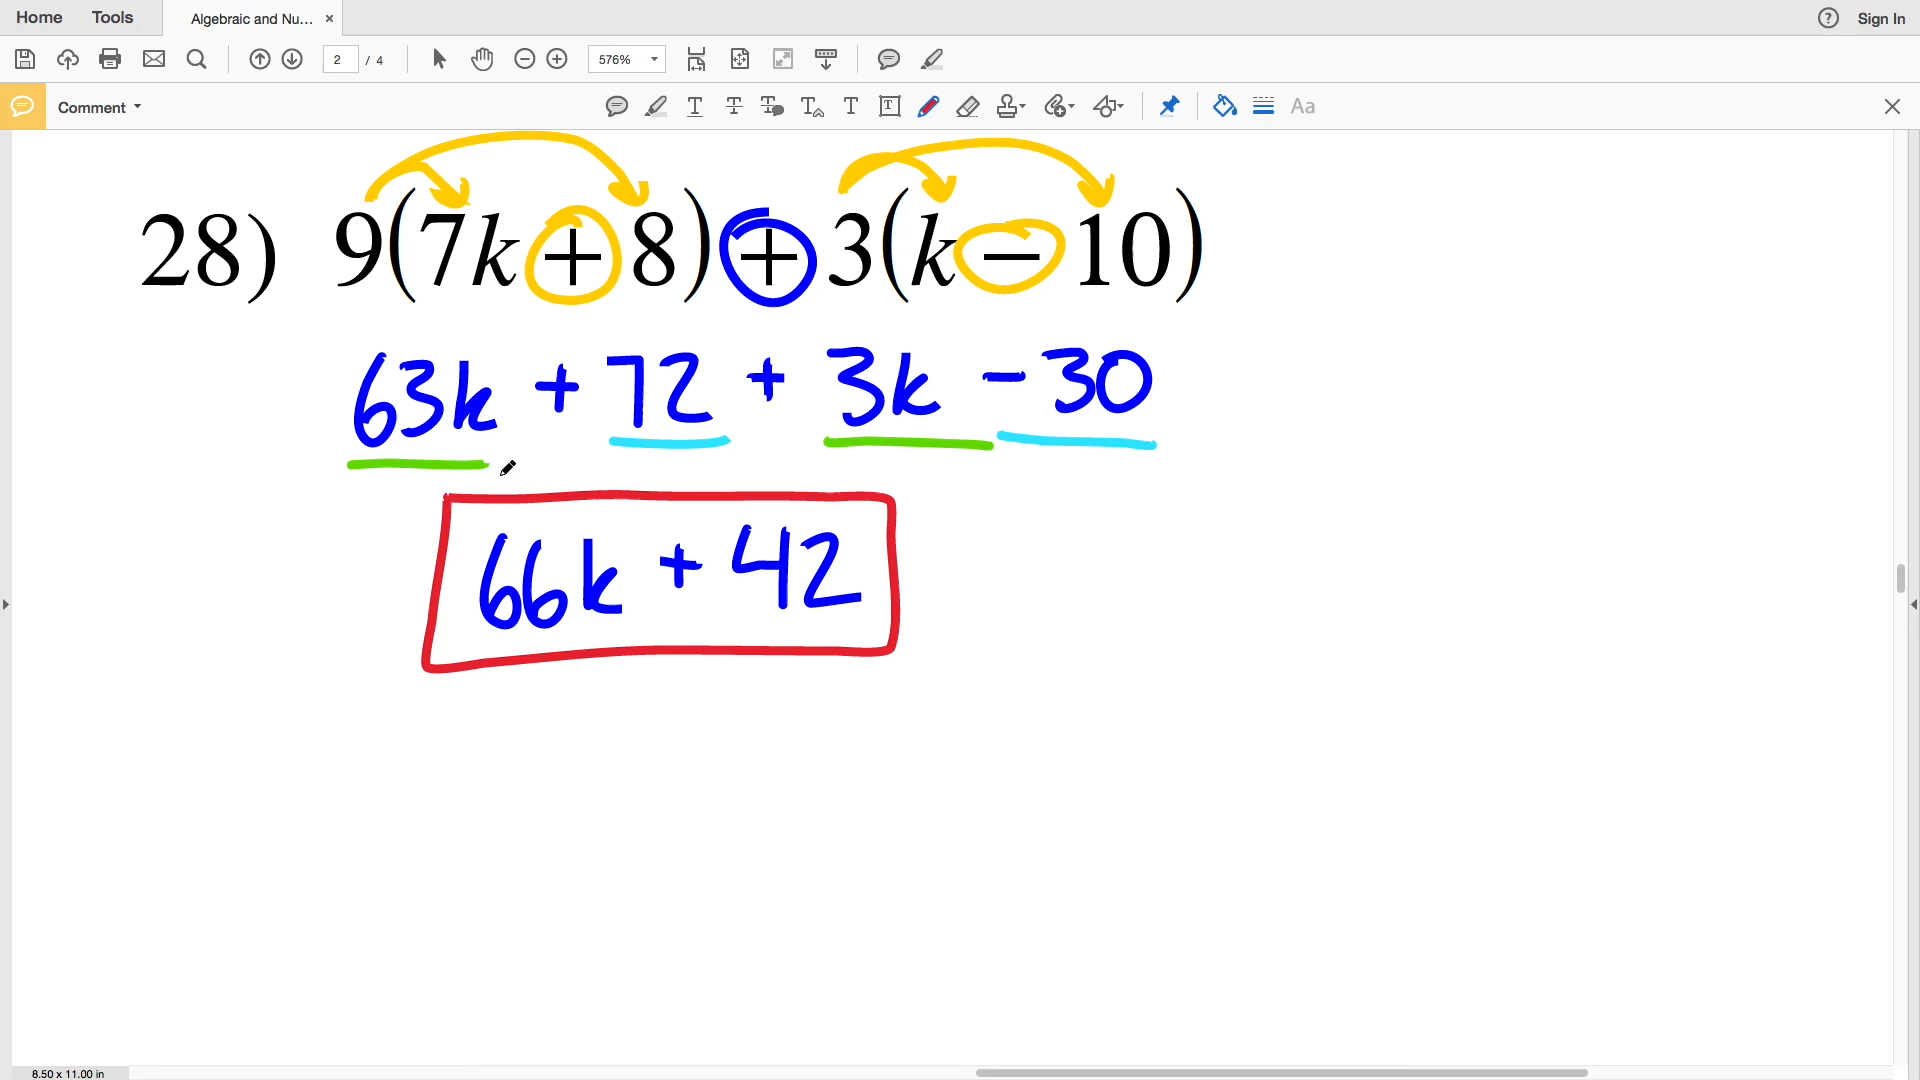 Home Tools Algebraic and Nu... × ? Sign In
2 / 4 576%
Comment Aa
28) 9(7k + 8) + 3(k − 10)
63k + 72 + 3k - 30
66k + 42
8.50 x 11.00 in